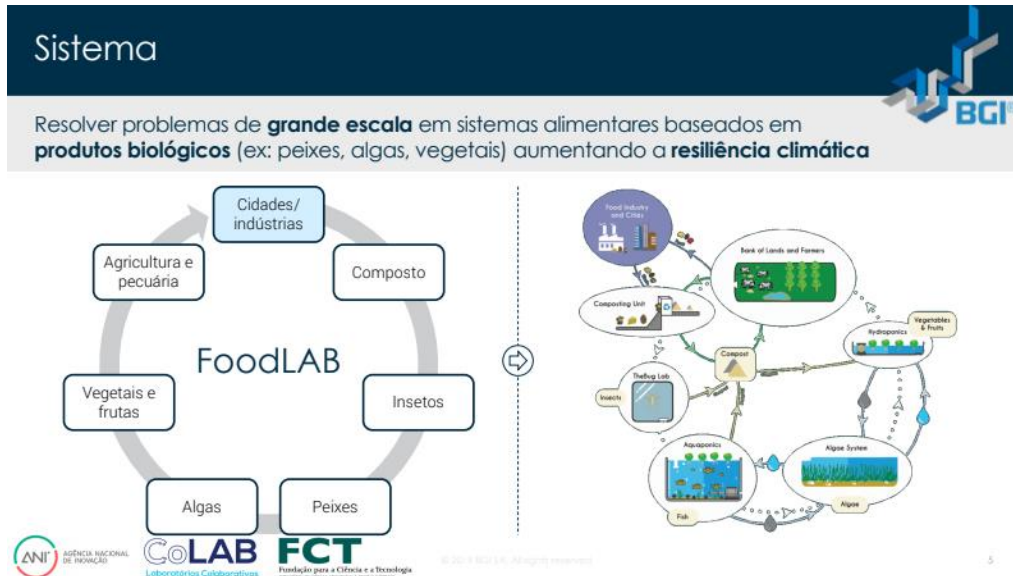 Sistema
BGI
Resolver problemas de grande escala em sistemas alimentares baseados em
produtos biológicos (ex: peixes, algas, vegetais) aumentando a resiliência climática
Cidades/
indústrias
Agricultura e
pecuária
Composto
FoodLAB
Vegetais e
frutas
Insetos
Algas
Peixes
Food Industry
and Cities
Bank of Lands and Farmers
Composting Unit
Vegetables
& Fruits
Hydroponics
Compost
TheBug Lab
Insects
Aquaponics
Algae System
Fish
Algae
ANI
AGÊNCIA NACIONAL
DE INOVAÇÃO
CoLAB
Laboratórios Colaborativos
FCT
Fundação para a Ciência e a Tecnologia
5